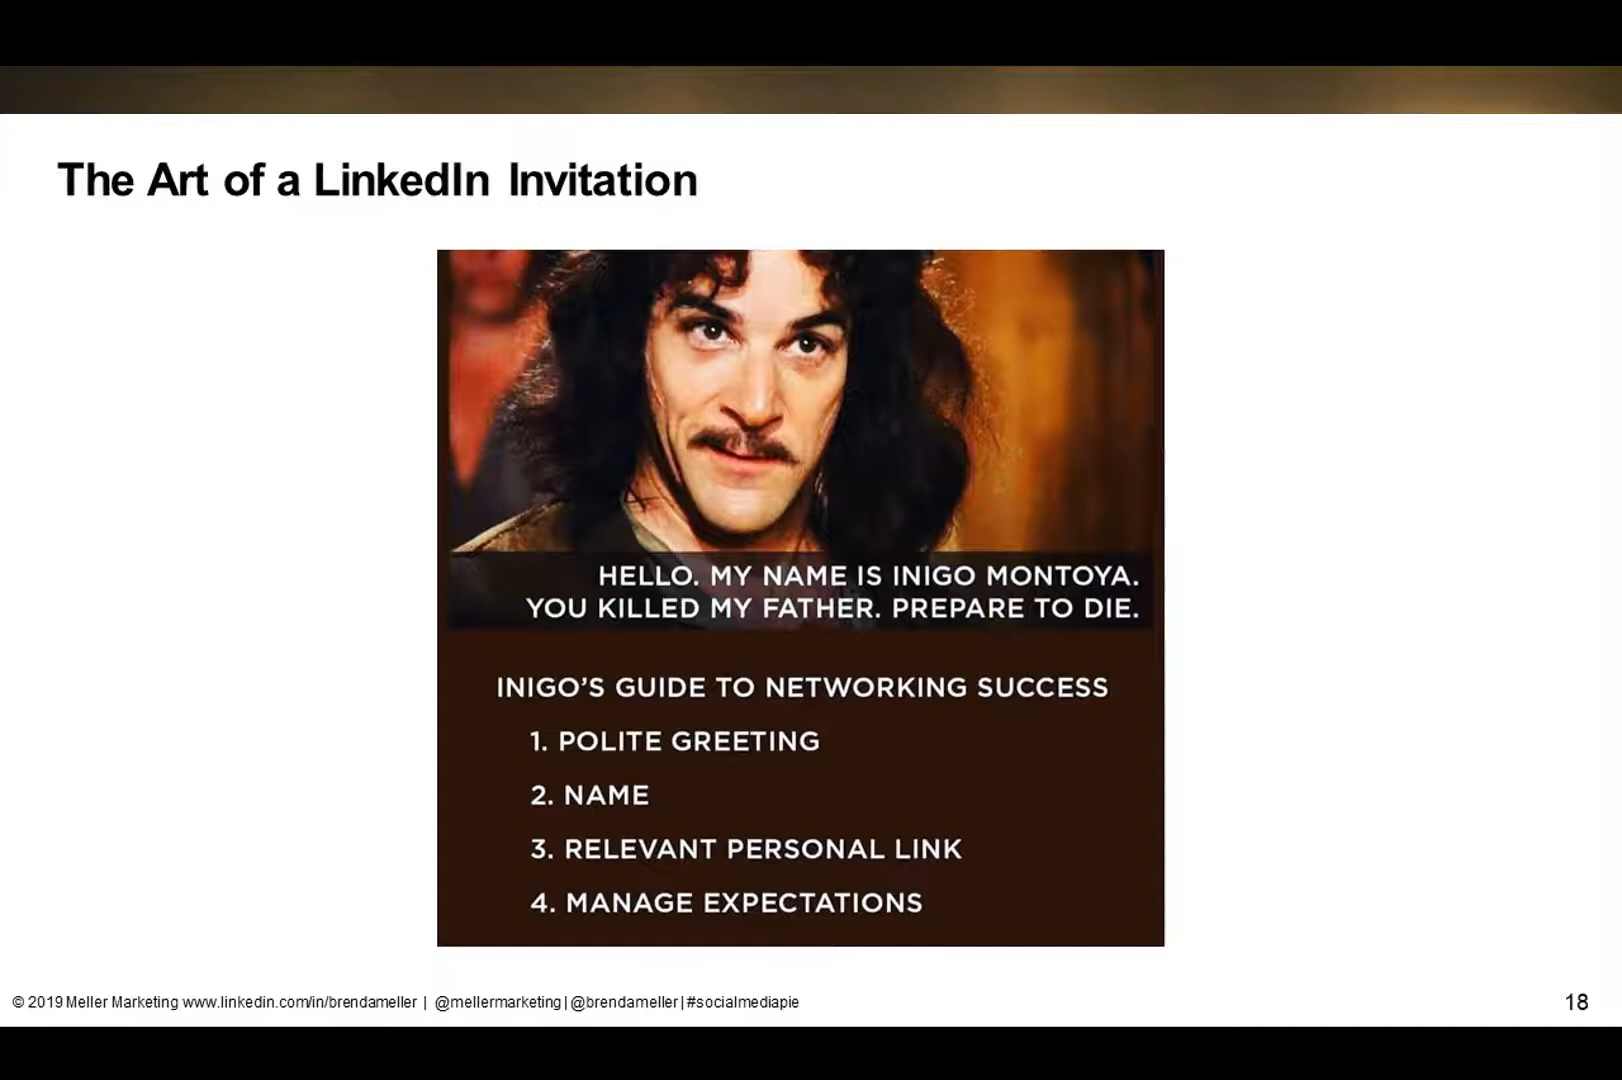 The Art of a LinkedIn Invitation
HELLO. MY NAME IS INIGO MONTOYA.
YOU KILLED MY FATHER. PREPARE TO DIE.
INIGO'S GUIDE TO NETWORKING SUCCESS
1. POLITE GREETING
2. NAME
3. RELEVANT PERSONAL LINK
4. MANAGE EXPECTATIONS
© 2019 Meller Marketing www.linkedin.com/in/brendameller | @mellermarketing|@brendameller|#socialmediapie
18